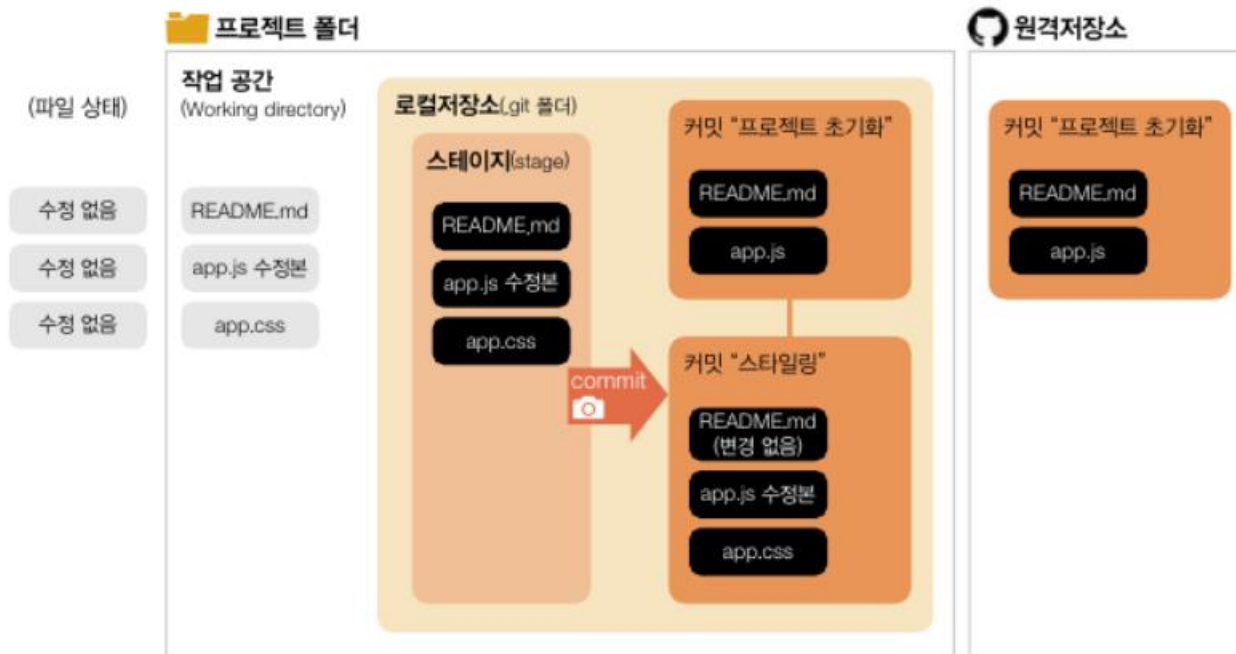 프로젝트 폴더
원격저장소
(파일 상태)
작업 공간
(Working directory)
로컬저장소(.git 폴더)
스테이지(stage)
커밋 “프로젝트 초기화”
커밋 “프로젝트 초기화”
수정 없음
README.md
README.md
README.md
README.md
수정 없음
app.js 수정본
app.js 수정본
app.js
app.js
수정 없음
app.css
app.css
commit
커밋 “스타일링”
README.md
(변경 없음)
app.js 수정본
app.css